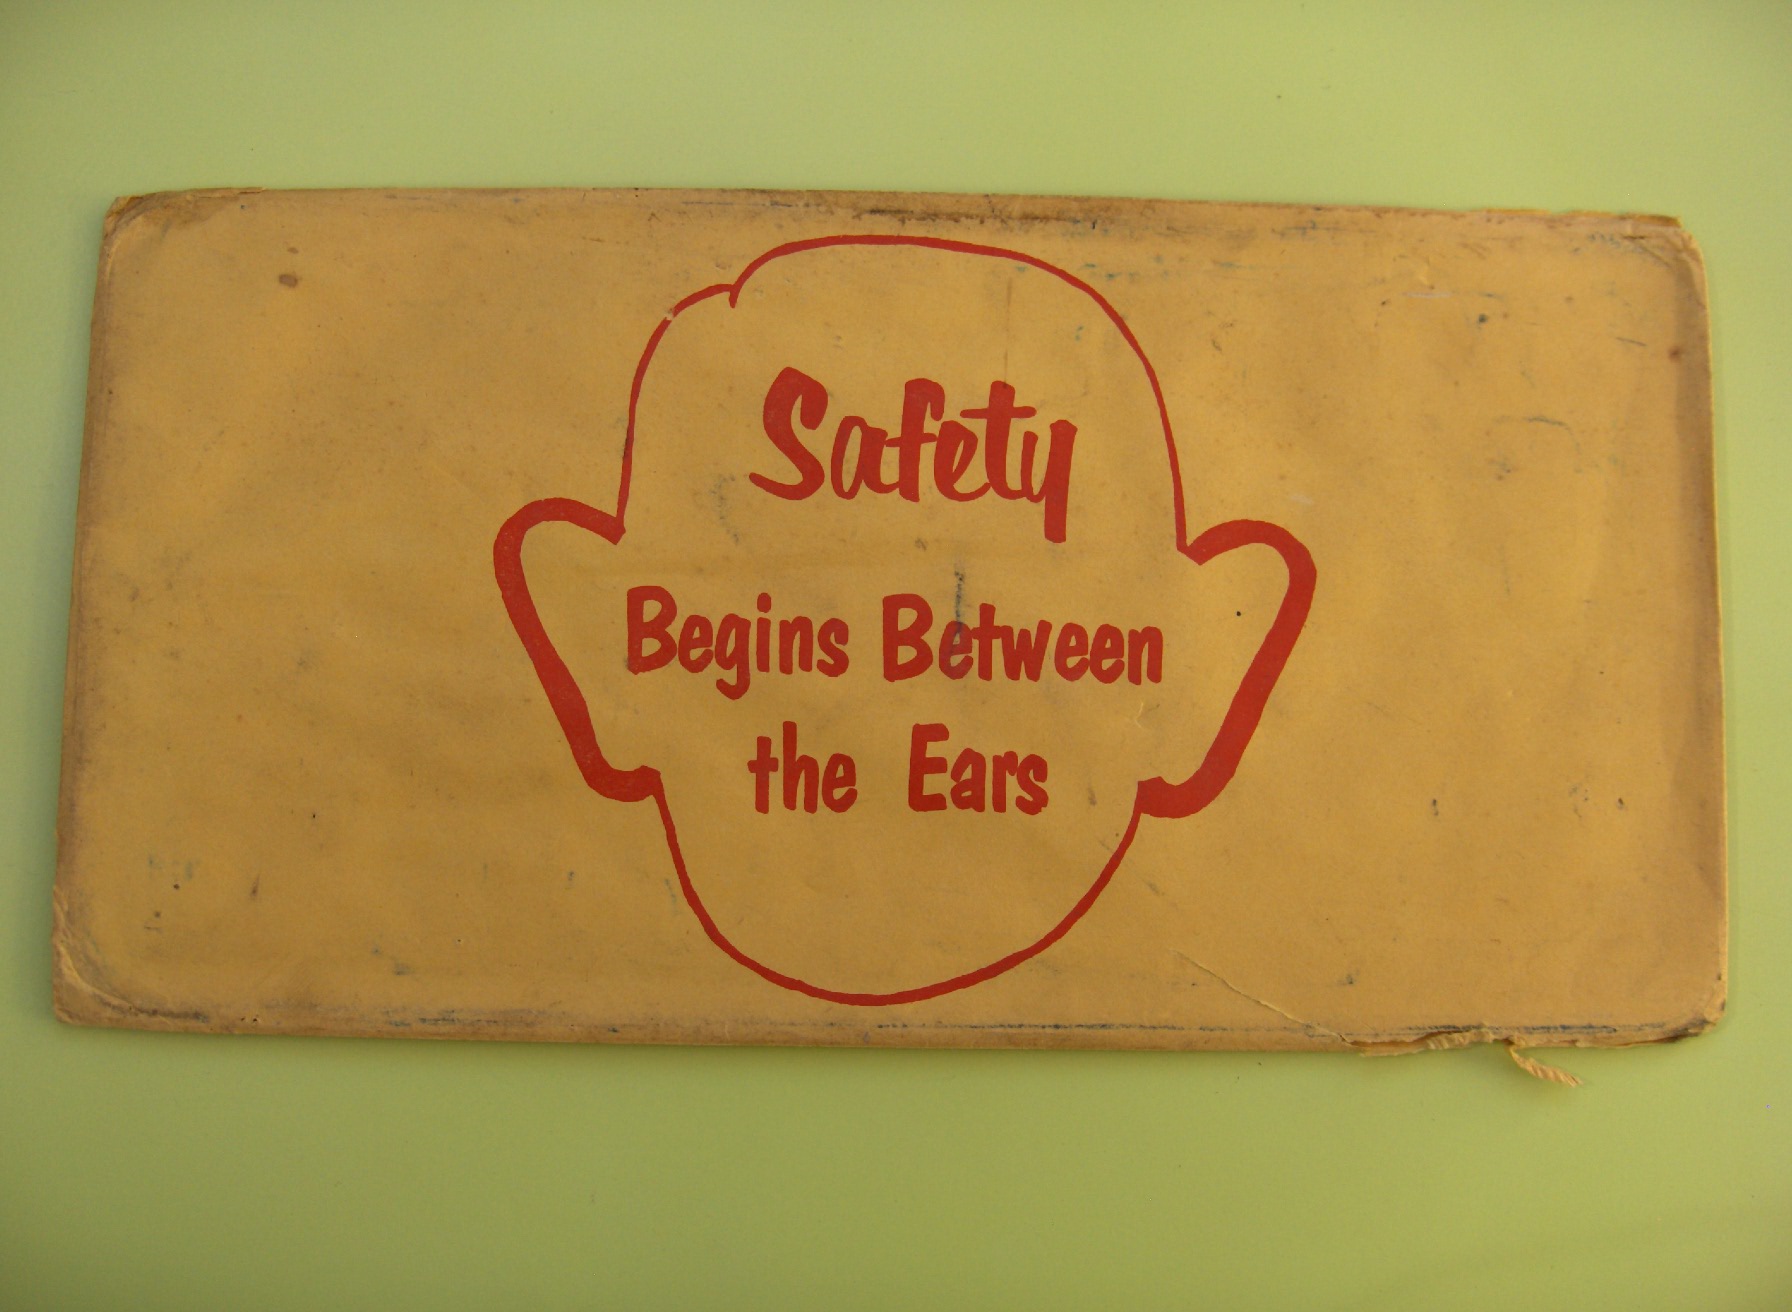 Safety
Begins Between
the Ears